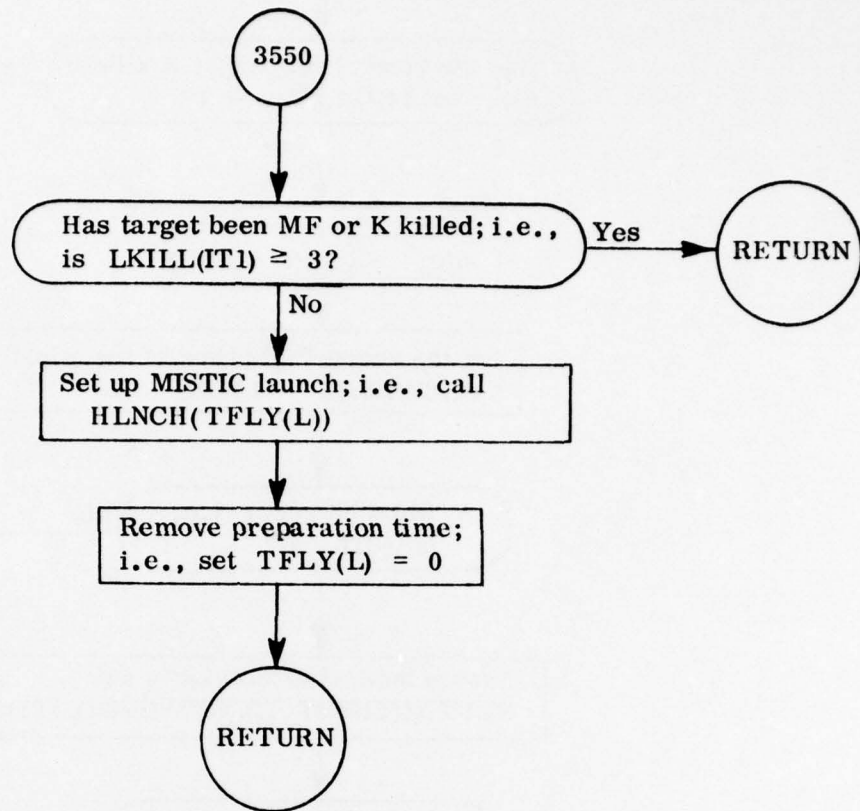 3550
Has target been MF or K killed; i.e.,
is LKILL(IT1) ≥ 3?
Yes
RETURN
No
Set up MISTIC launch; i.e., call
HLNCH(TFLY(L))
Remove preparation time;
i.e., set TFLY(L) = 0
RETURN